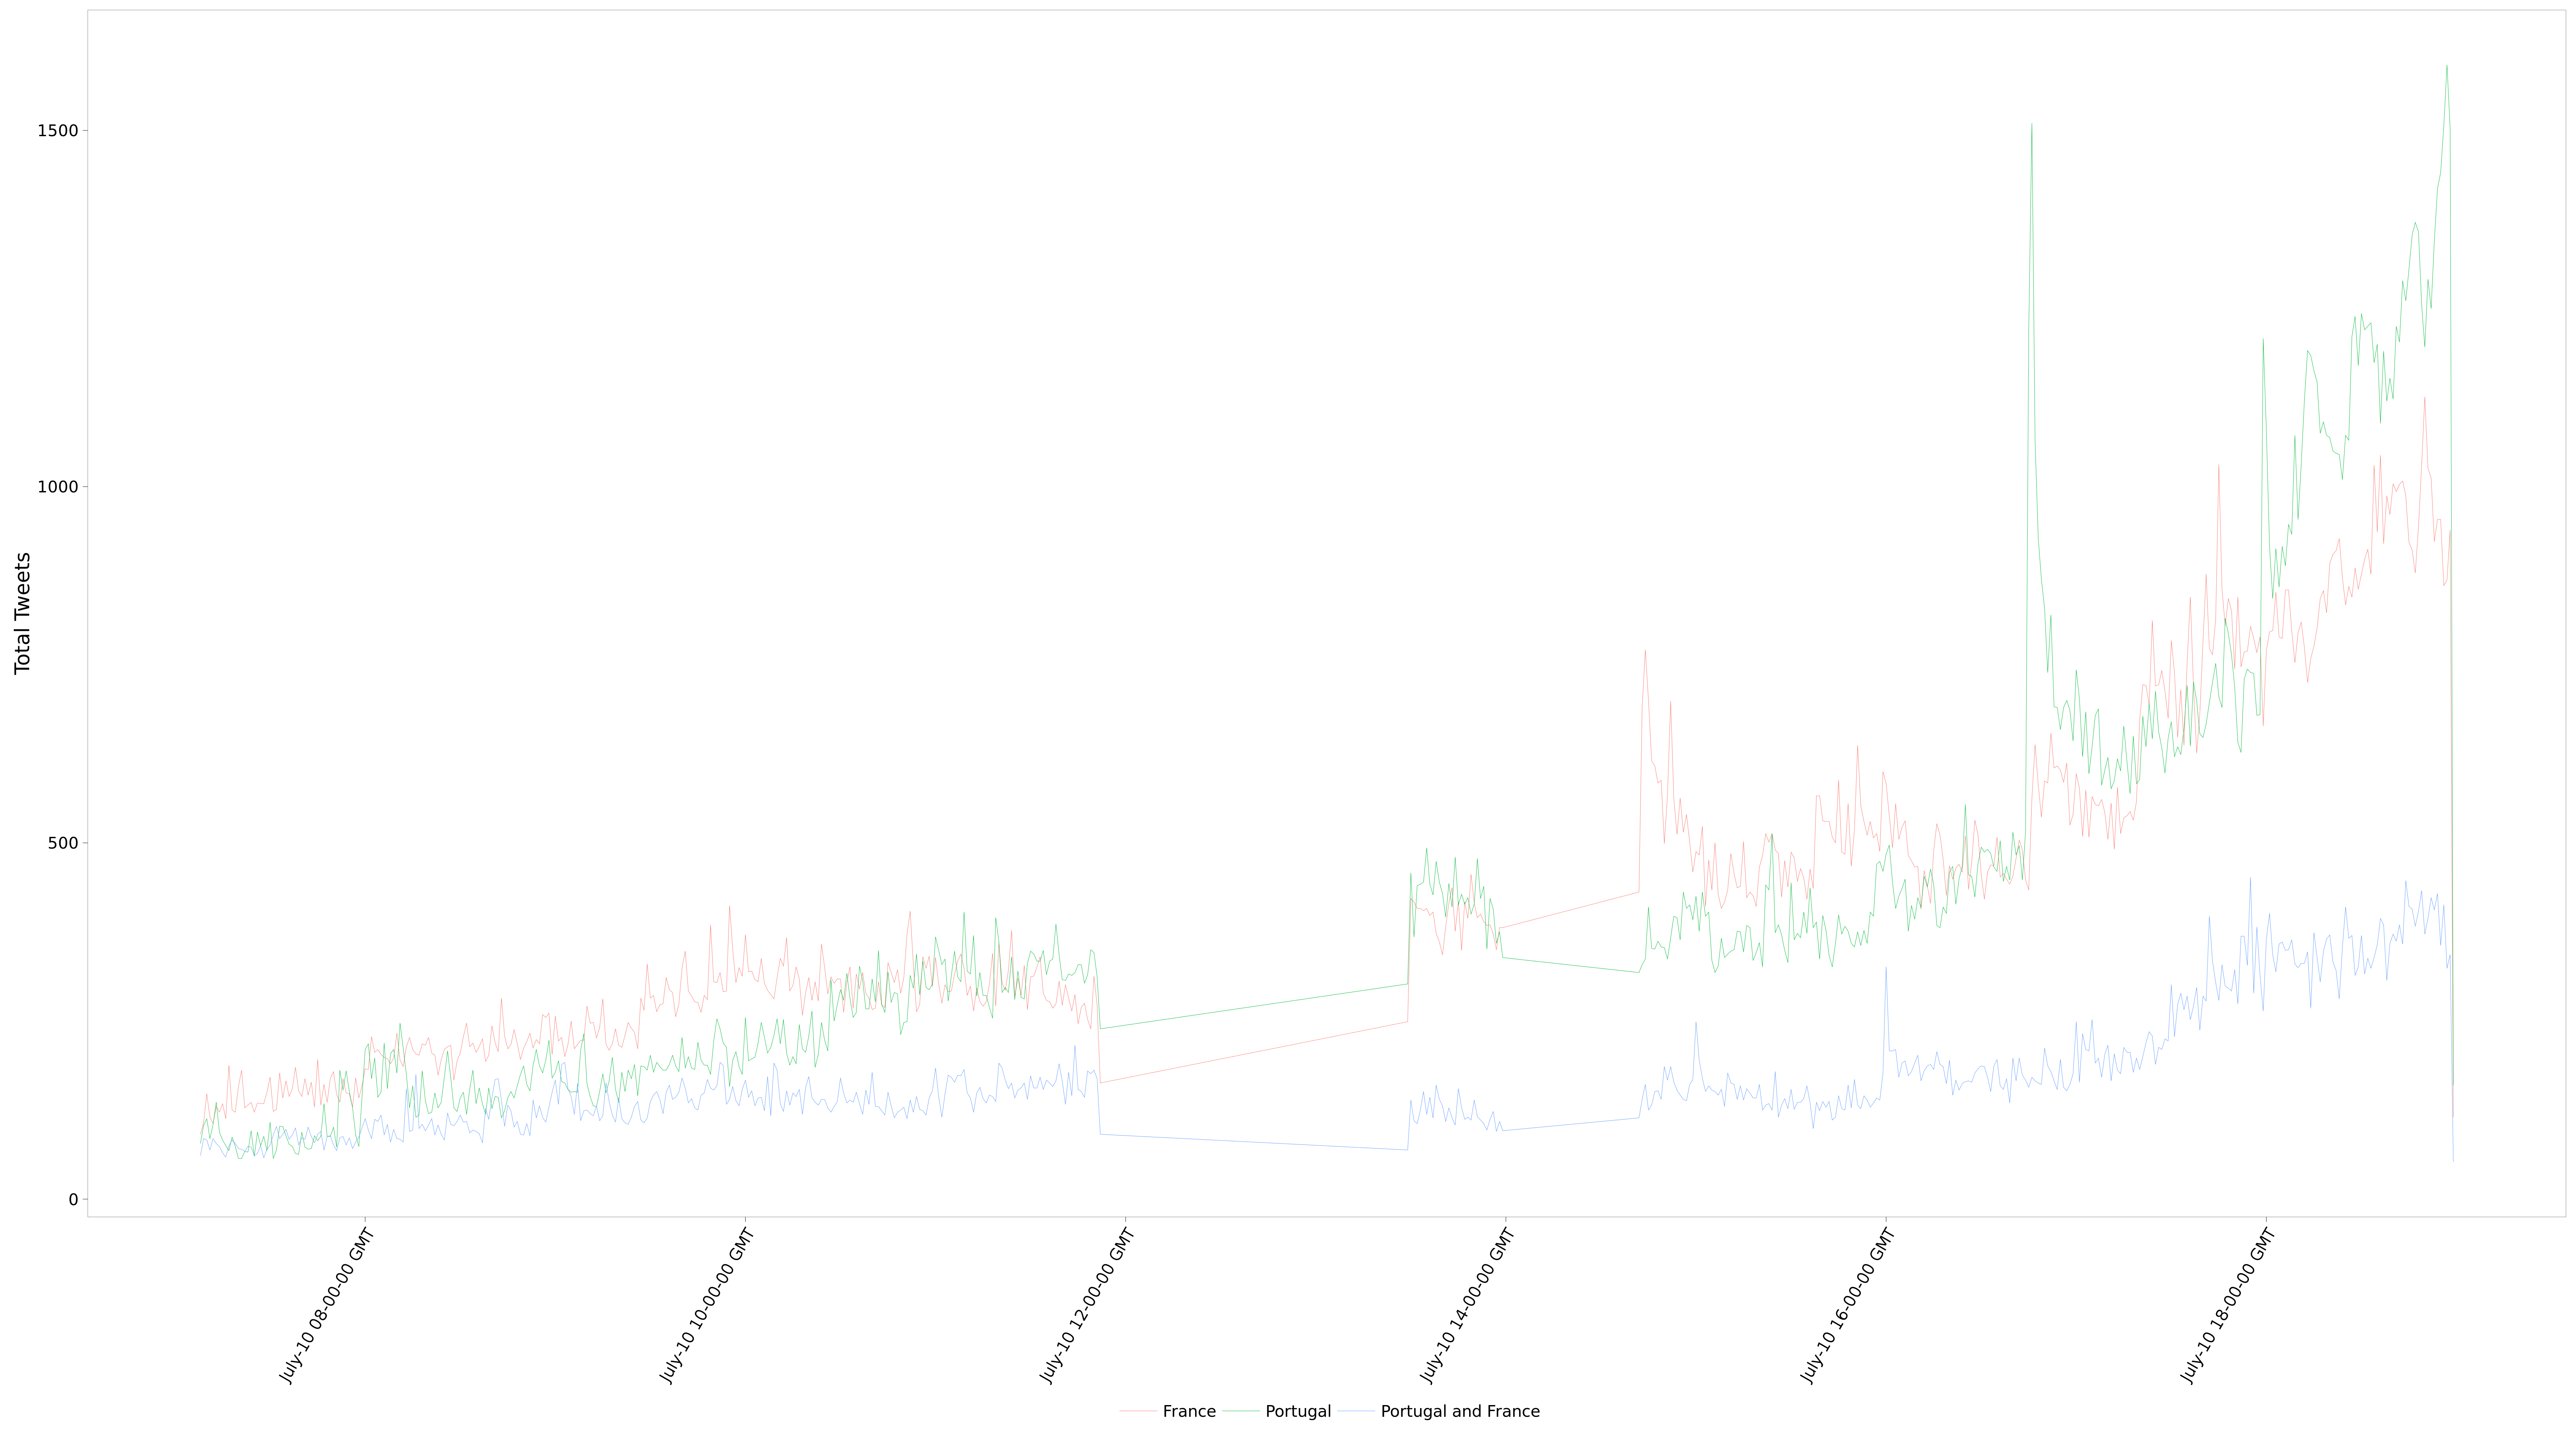 Total Tweets
1500
1000
500
0
July-10 08-00-00 GMT
July-10 10-00-00 GMT
July-10 12-00-00 GMT
July-10 14-00-00 GMT
July-10 16-00-00 GMT
July-10 18-00-00 GMT
France Portugal Portugal and France